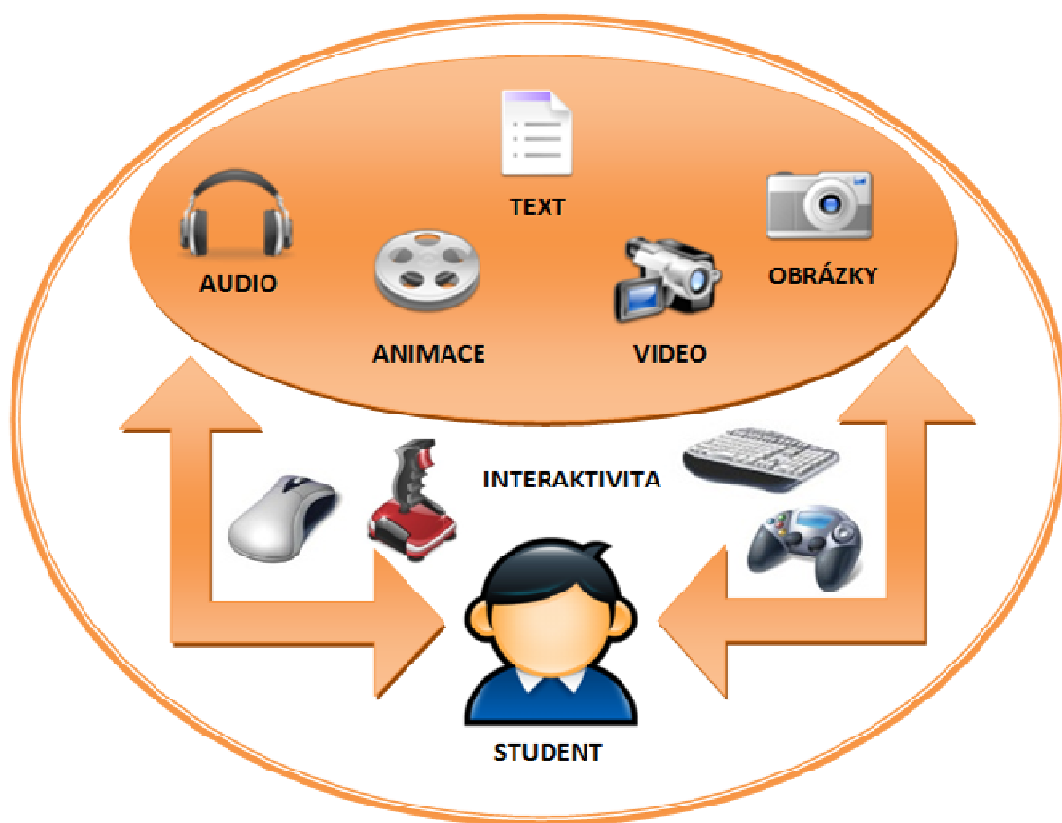 TEXT
AUDIO
OBRÁZKY
ANIMACE
VIDEO
INTERAKTIVITA
STUDENT